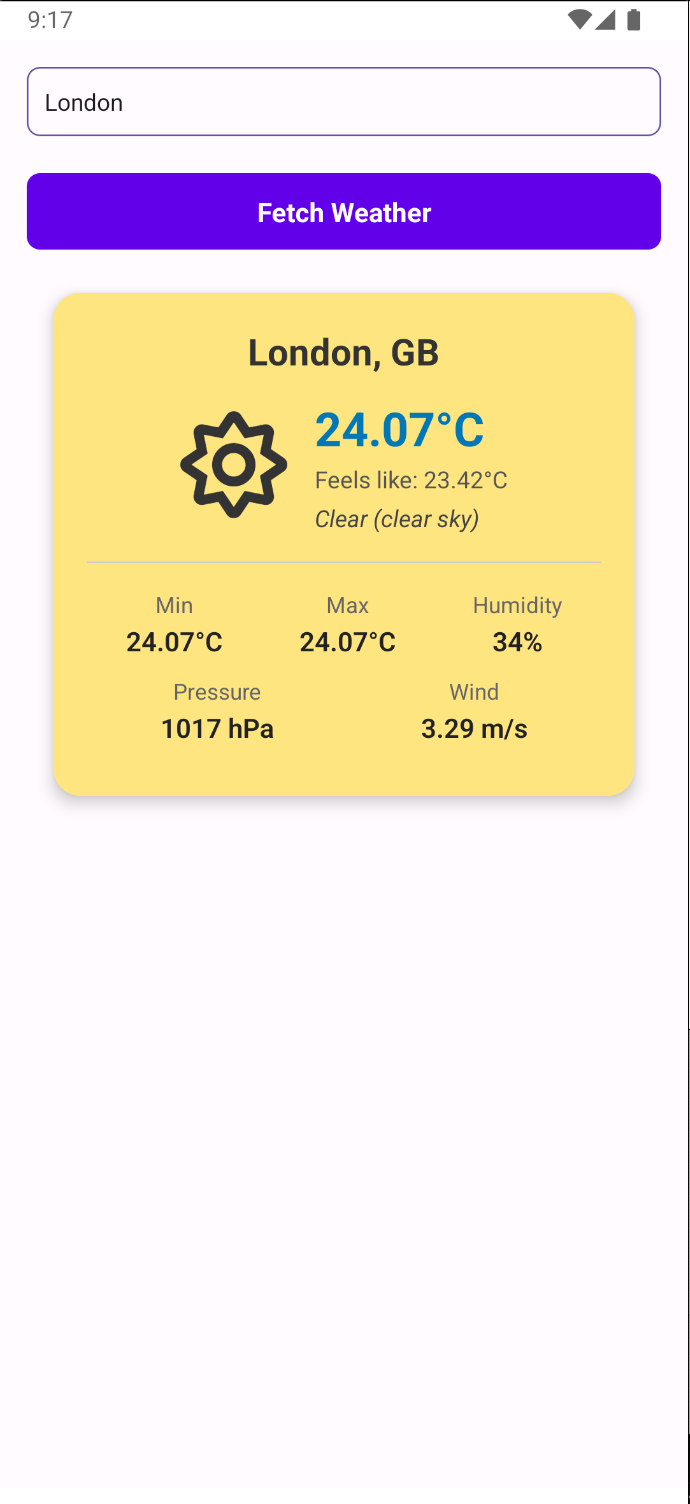 9:17
London
Fetch Weather
London, GB
24.07°C
Feels like: 23.42°C
Clear (clear sky)
Min Max Humidity
24.07°C 24.07°C 34%
Pressure Wind
1017 hPa 3.29 m/s